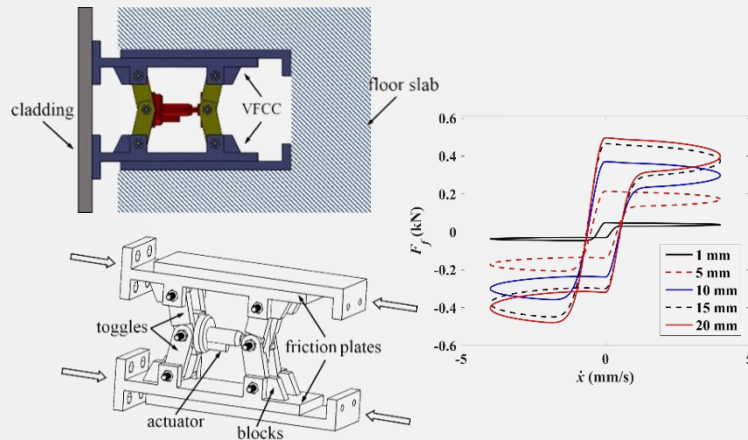 cladding
VFCC
floor slab
toggles
actuator
blocks
friction plates
F_f (kN)
0.6
0.4
0.2
0
-0.2
-0.4
-0.6
-5
0
5
ẋ (mm/s)
1 mm
5 mm
10 mm
15 mm
20 mm